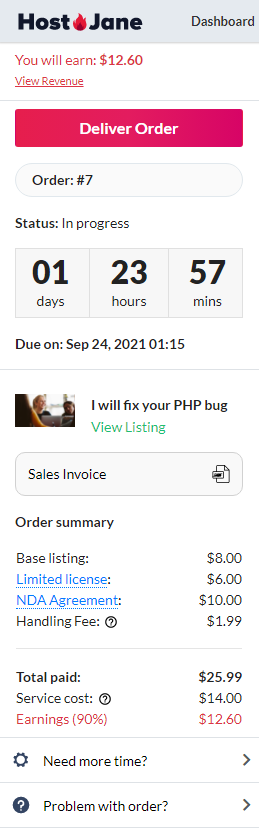 Host Jane Dashboard
You will earn: $12.60
View Revenue
Deliver Order
Order: #7
Status: In progress
01 23 57
days hours mins
Due on: Sep 24, 2021 01:15
I will fix your PHP bug
View Listing
Sales Invoice
Order summary
Base listing: $8.00
Limited license: $6.00
NDA Agreement: $10.00
Handling Fee: ? $1.99
Total paid: $25.99
Service cost: ? $14.00
Earnings (90%) $12.60
Need more time?
? Problem with order?